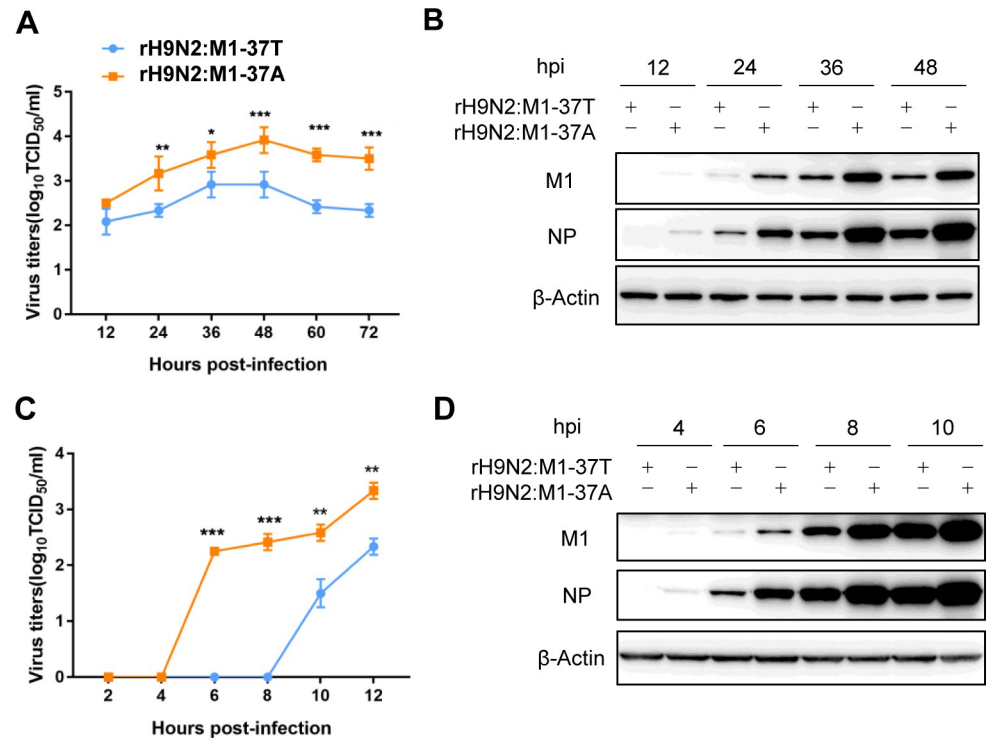 A
rH9N2:M1-37T
rH9N2:M1-37A
Virus titers(log10TCID50/ml)
5
4
3
2
1
0
** * *** *** ***
12 24 36 48 60 72
Hours post-infection
B
hpi 12 24 36 48
rH9N2:M1-37T + − + − + − + −
rH9N2:M1-37A − + − + − + − +
M1
NP
β-Actin
C
Virus titers(log10TCID50/ml)
4
3
2
1
0
*** *** ** **
2 4 6 8 10 12
Hours post-infection
D
hpi 4 6 8 10
rH9N2:M1-37T + − + − + − + −
rH9N2:M1-37A − + − + − + − +
M1
NP
β-Actin